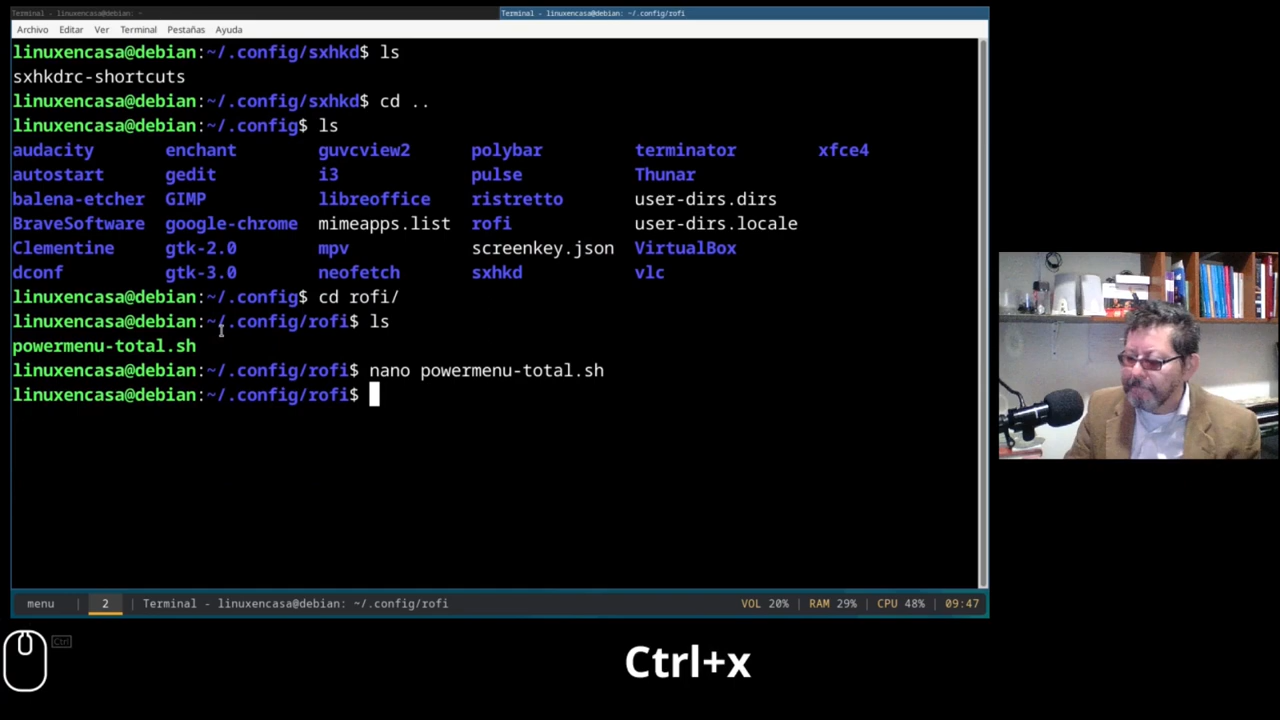 Terminal - linuxencasa@debian: ~
Terminal - linuxencasa@debian: ~/.config/rofi
Archivo Editar Ver Terminal Pestañas Ayuda
linuxencasa@debian:~/.config/sxhkd$ ls
sxhkdrc-shortcuts
linuxencasa@debian:~/.config/sxhkd$ cd ..
linuxencasa@debian:~/.config$ ls
audacity enchant guvcview2 polybar terminator xfce4
autostart gedit i3 pulse Thunar
balena-etcher GIMP libreoffice ristretto user-dirs.dirs
BraveSoftware google-chrome mimeapps.list rofi user-dirs.locale
Clementine gtk-2.0 mpv screenkey.json VirtualBox
dconf gtk-3.0 neofetch sxhkd vlc
linuxencasa@debian:~/.config$ cd rofi/
linuxencasa@debian:~/.config/rofi$ ls
powermenu-total.sh
linuxencasa@debian:~/.config/rofi$ nano powermenu-total.sh
linuxencasa@debian:~/.config/rofi$
menu | 2 | Terminal - linuxencasa@debian: ~/.config/rofi VOL 20% | RAM 29% | CPU 48% | 09:47
Ctrl
Ctrl+x